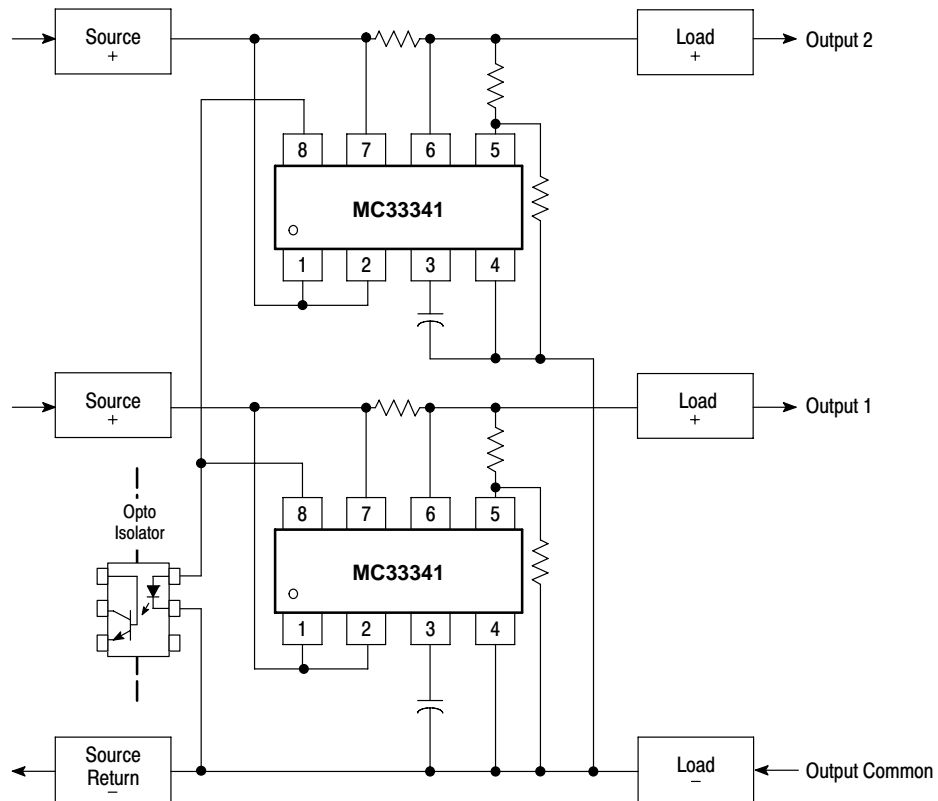 Source
+
Load
+
Output 2
8
7
6
5
MC33341
1
2
3
4
Source
+
Load
+
Output 1
Opto
Isolator
8
7
6
5
MC33341
1
2
3
4
Source
Return
–
Load
–
Output Common